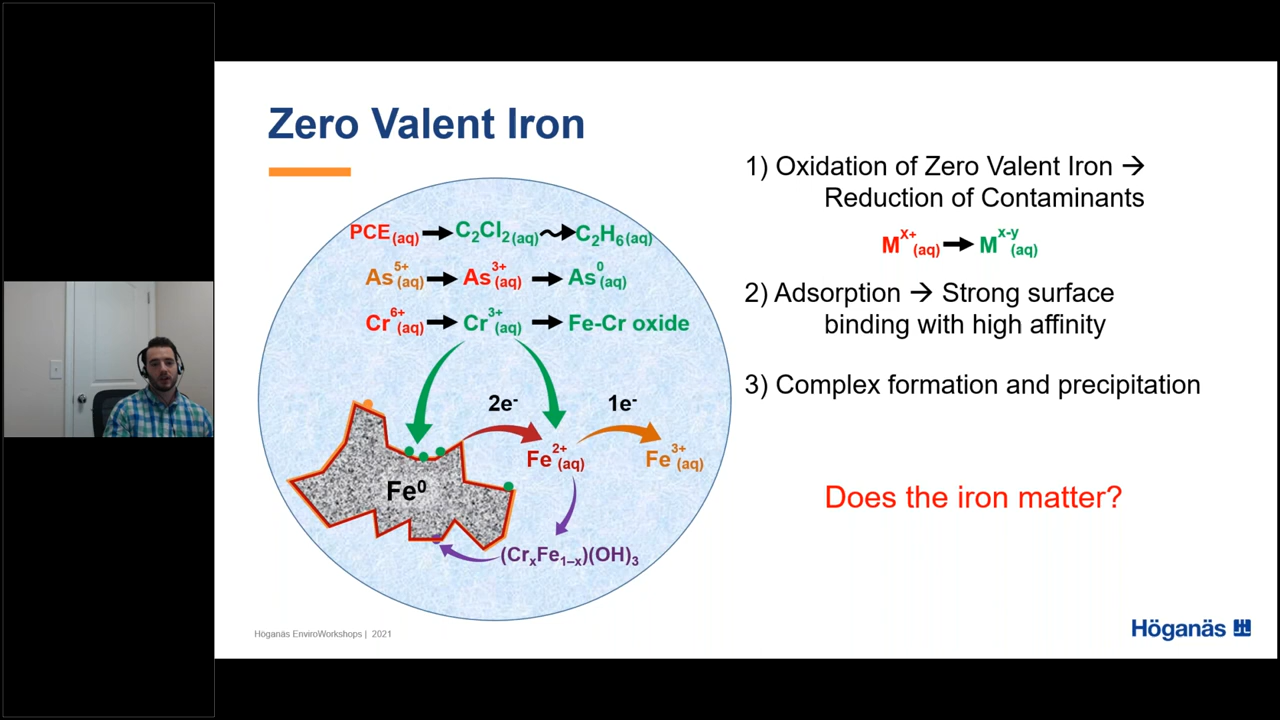 Zero Valent Iron
PCE(aq) → C₂Cl₂(aq) → C₂H₆(aq)
As⁵⁺(aq) → As³⁺(aq) → As⁰(aq)
Cr⁶⁺(aq) → Cr³⁺(aq) → Fe-Cr oxide
2e⁻
1e⁻
Fe⁰
Fe²⁺(aq)
Fe³⁺(aq)
(CrₓFe₁₋ₓ)(OH)₃
1) Oxidation of Zero Valent Iron →
Reduction of Contaminants
Mˣ⁺(aq) → Mˣ⁻ʸ(aq)
2) Adsorption → Strong surface
binding with high affinity
3) Complex formation and precipitation
Does the iron matter?
Höganäs EnviroWorkshops | 2021
Höganäs